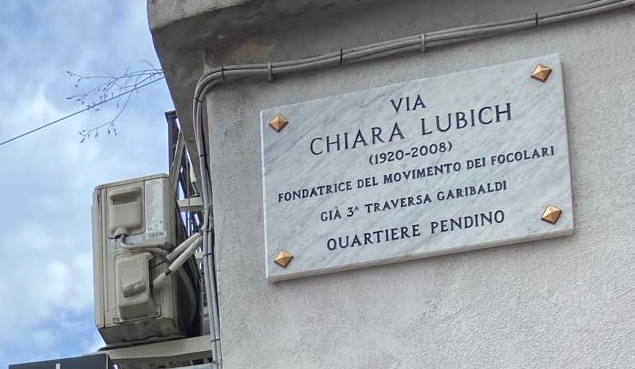 VIA
CHIARA LUBICH
(1920-2008)
FONDATRICE DEL MOVIMENTO DEI FOCOLARI
GIÀ 3ᴬ TRAVERSA GARIBALDI
QUARTIERE PENDINO